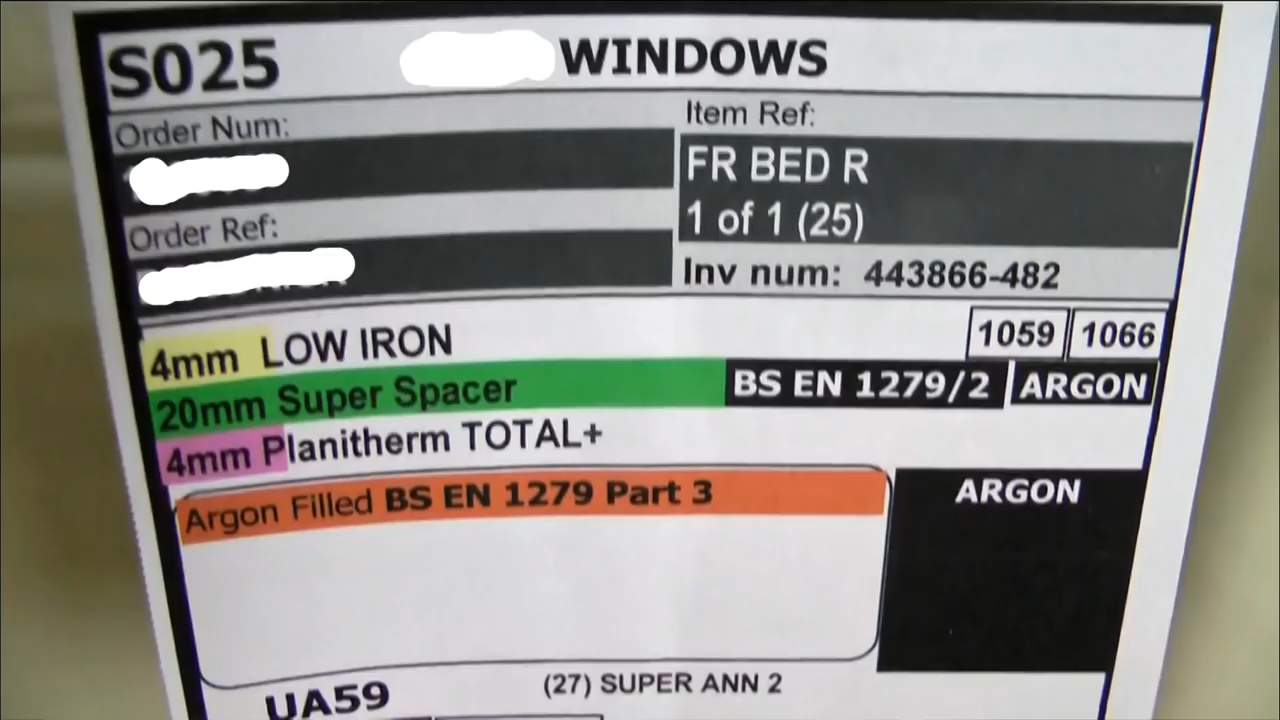 S025 WINDOWS
Order Num:
Item Ref:
FR BED R
1 of 1 (25)
Order Ref:
Inv num: 443866-482
4mm LOW IRON 1059 1066
20mm Super Spacer BS EN 1279/2 ARGON
4mm Planitherm TOTAL+
Argon Filled BS EN 1279 Part 3
ARGON
UA59 (27) SUPER ANN 2